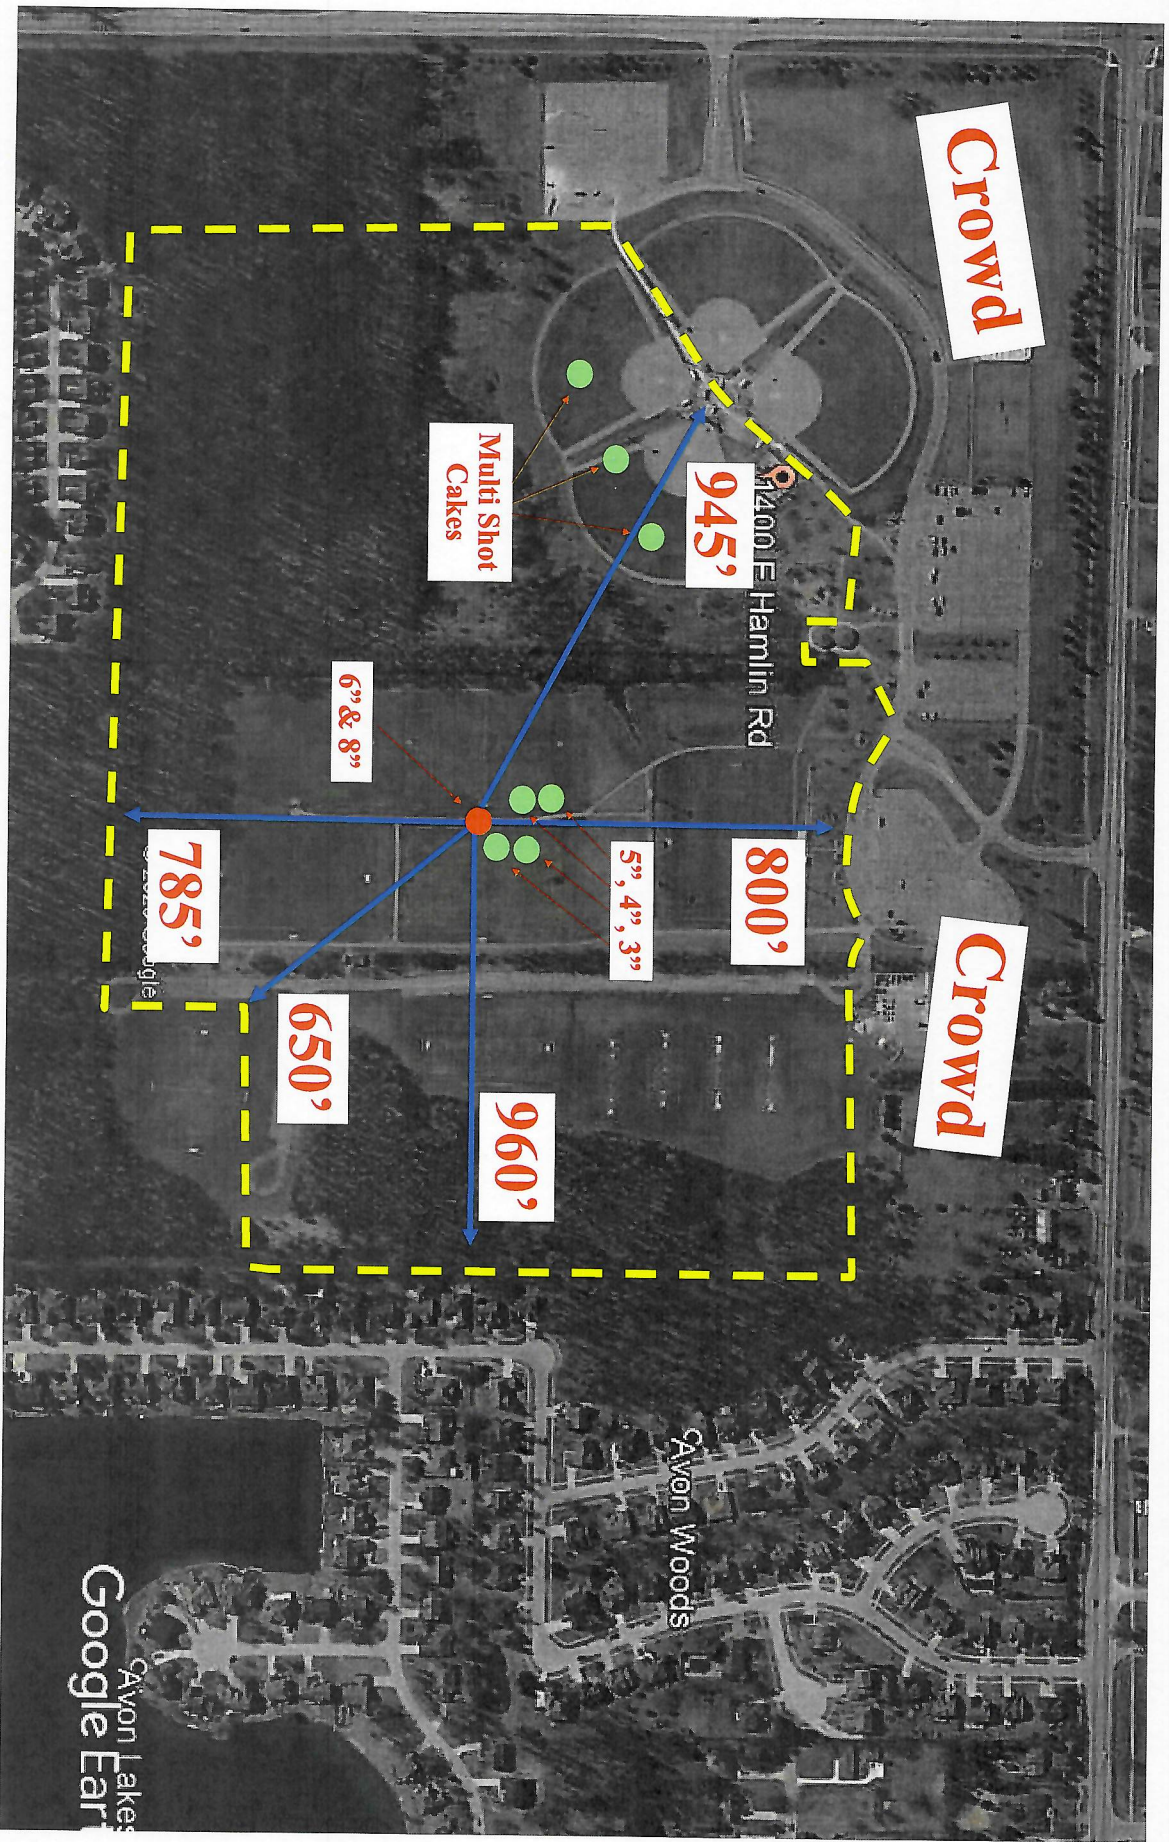 Crowd
Crowd
945’
1400 E Hamlin Rd
800’
Multi Shot
Cakes
5”, 4”, 3”
6” & 8”
960’
650’
785’
Avon Woods
Avon Lakes
Google Eart